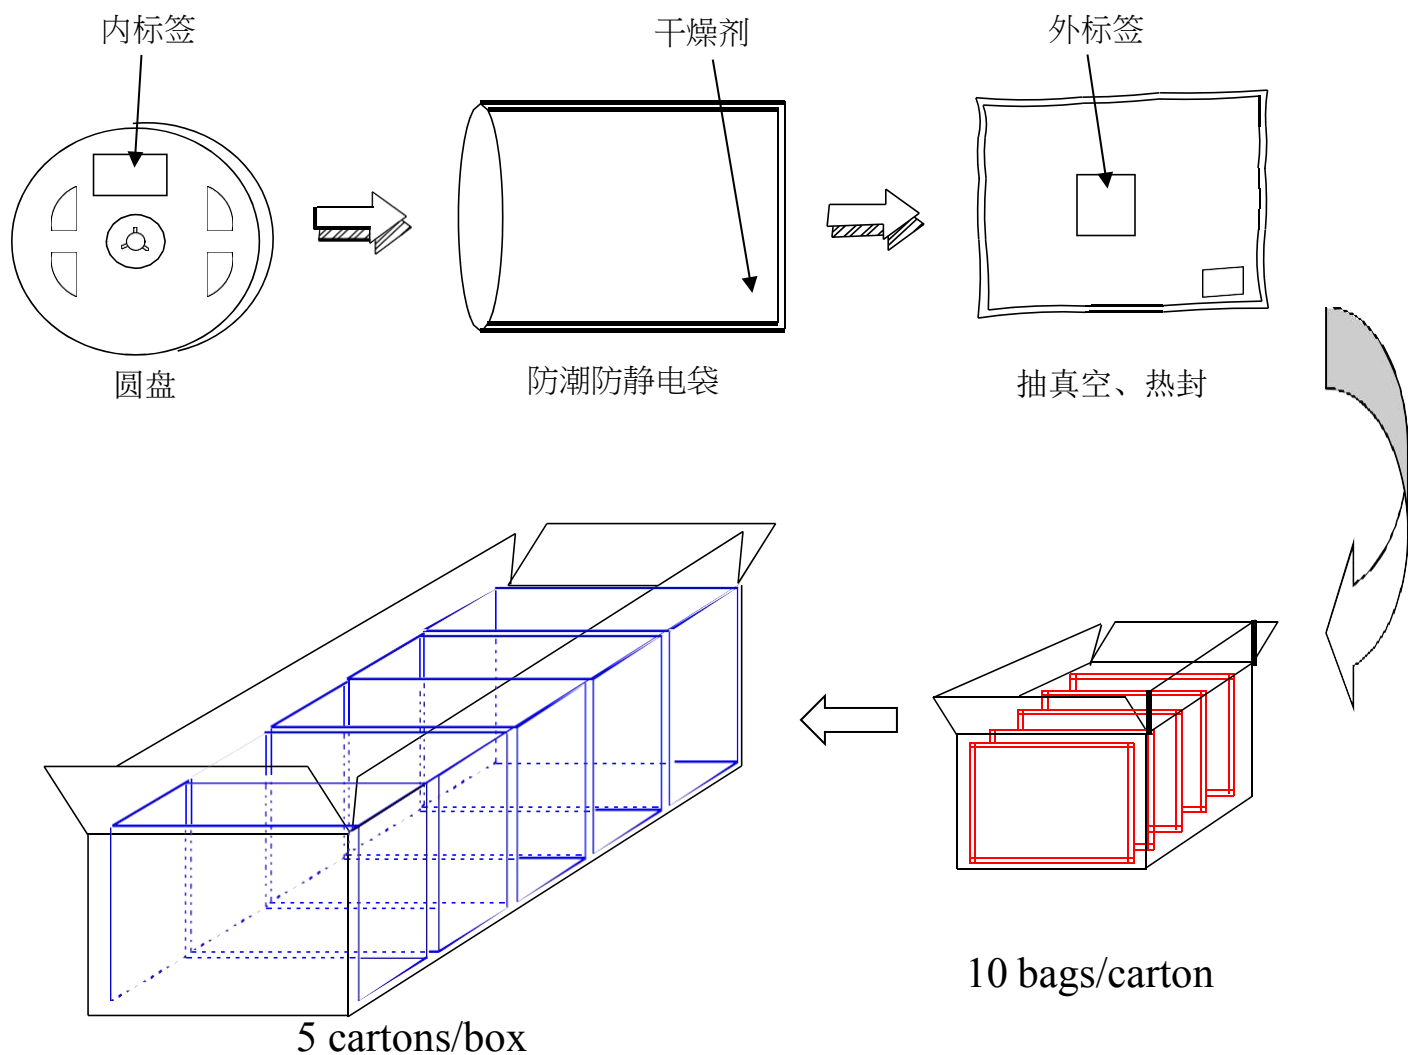 内标签
干燥剂
外标签
圆盘
防潮防静电袋
抽真空、热封
10 bags/carton
5 cartons/box